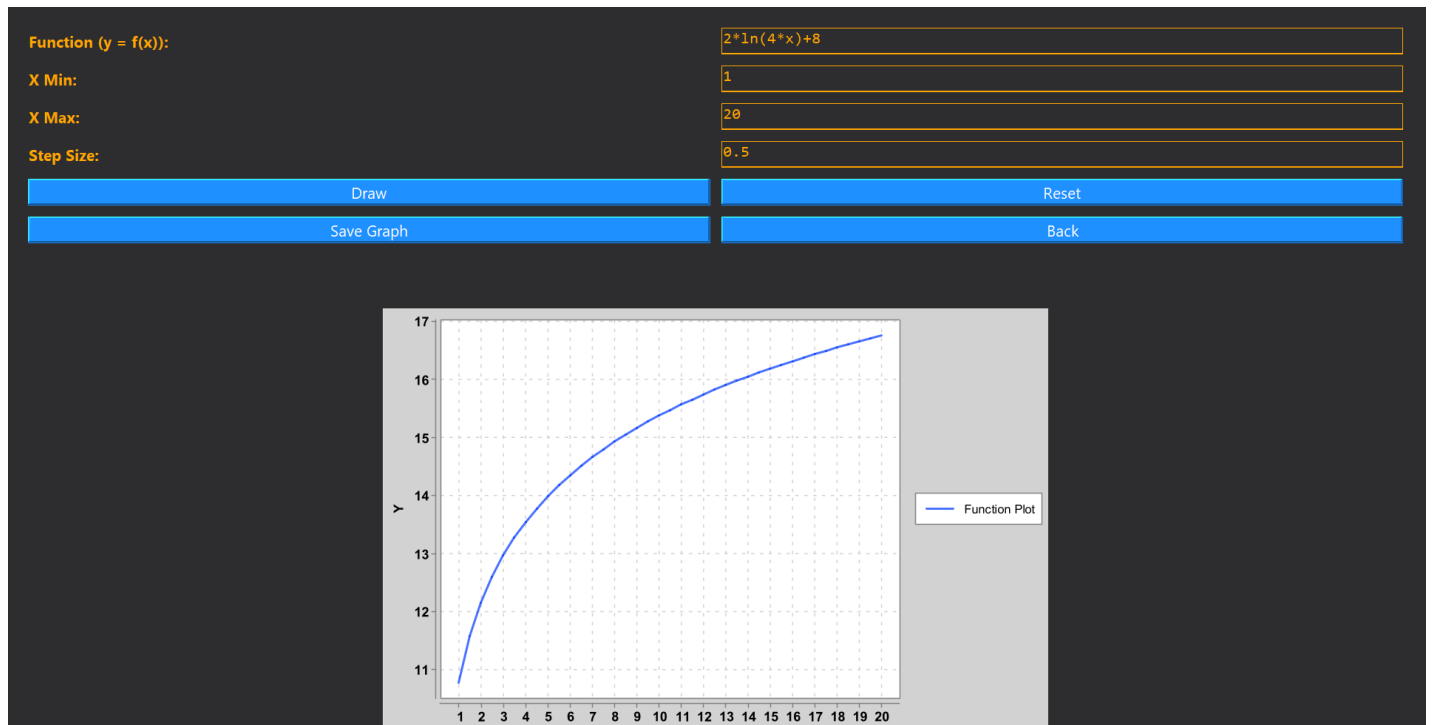 Function (y = f(x)): 2*ln(4*x)+8
X Min: 1
X Max: 20
Step Size: 0.5
Draw Reset
Save Graph Back
17
16
15
14
13
12
11
Y
Function Plot
1 2 3 4 5 6 7 8 9 10 11 12 13 14 15 16 17 18 19 20